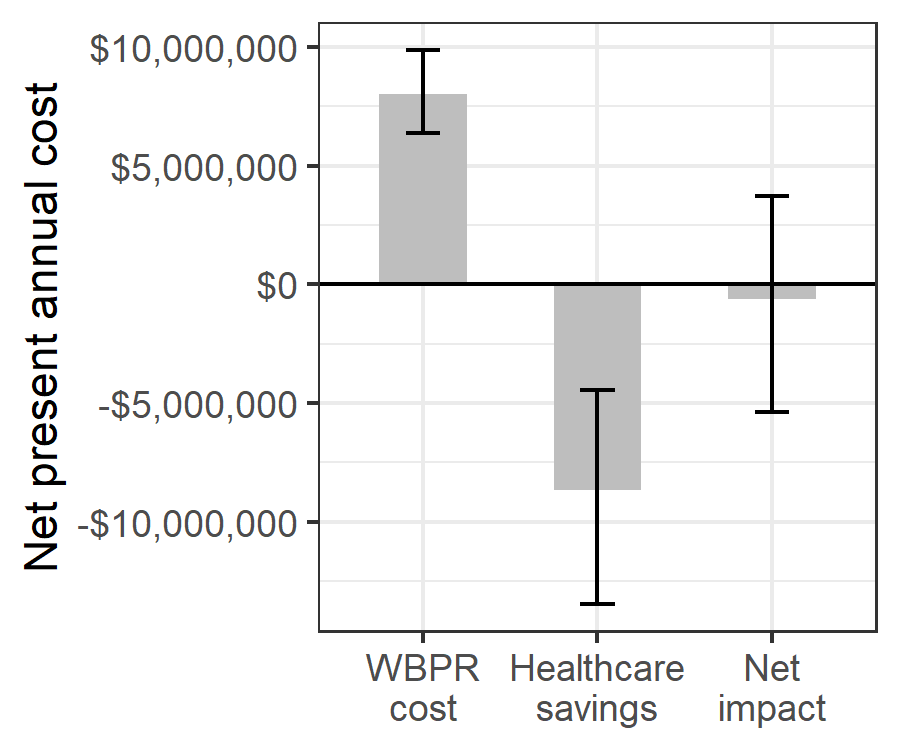 Net present annual cost
$10,000,000
$5,000,000
$0
-$5,000,000
-$10,000,000
WBPR
cost
Healthcare
savings
Net
impact